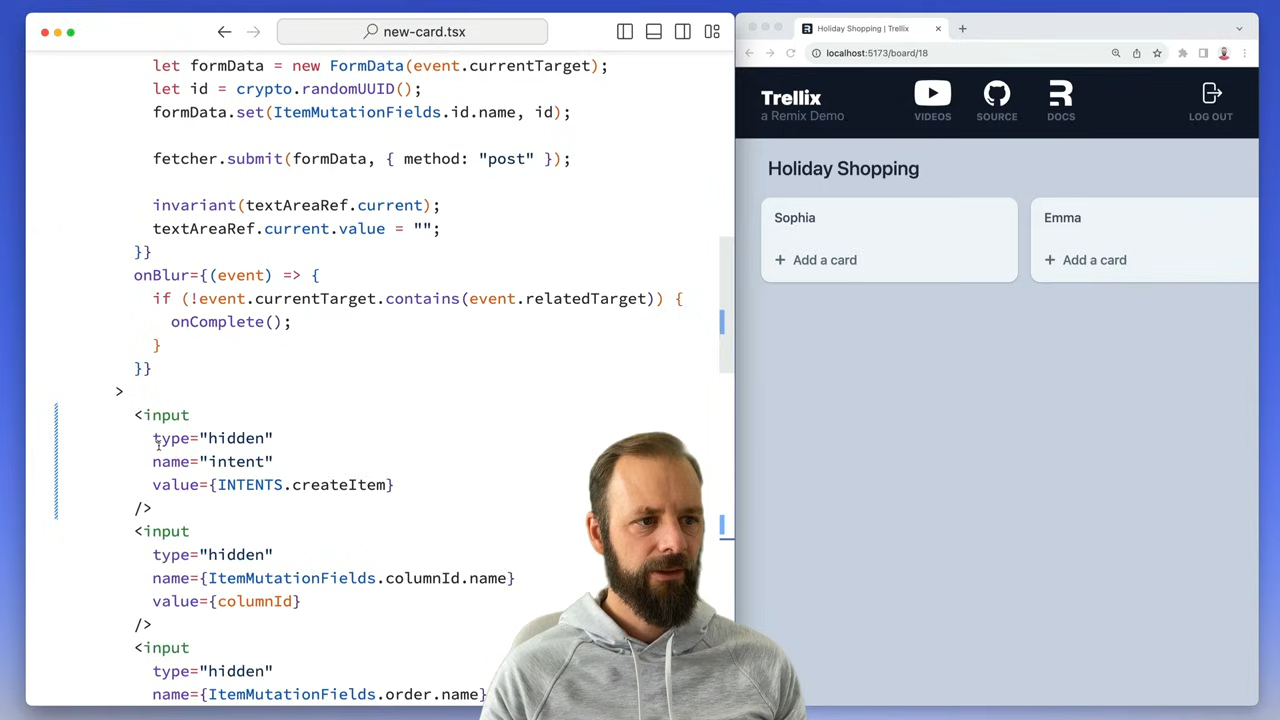 new-card.tsx
let formData = new FormData(event.currentTarget);
let id = crypto.randomUUID();
formData.set(ItemMutationFields.id.name, id);
fetcher.submit(formData, { method: "post" });
invariant(textAreaRef.current);
textAreaRef.current.value = "";
}}
onBlur={(event) => {
if (!event.currentTarget.contains(event.relatedTarget)) {
onComplete();
}
}}
>
<input
type="hidden"
name="intent"
value={INTENTS.createItem}
/>
<input
type="hidden"
name={ItemMutationFields.columnId.name}
value={columnId}
/>
<input
type="hidden"
name={ItemMutationFields.order.name}
Holiday Shopping | Trellix
localhost:5173/board/18
Trellix
a Remix Demo
VIDEOS
SOURCE
DOCS
LOG OUT
Holiday Shopping
Sophia
+ Add a card
Emma
+ Add a card